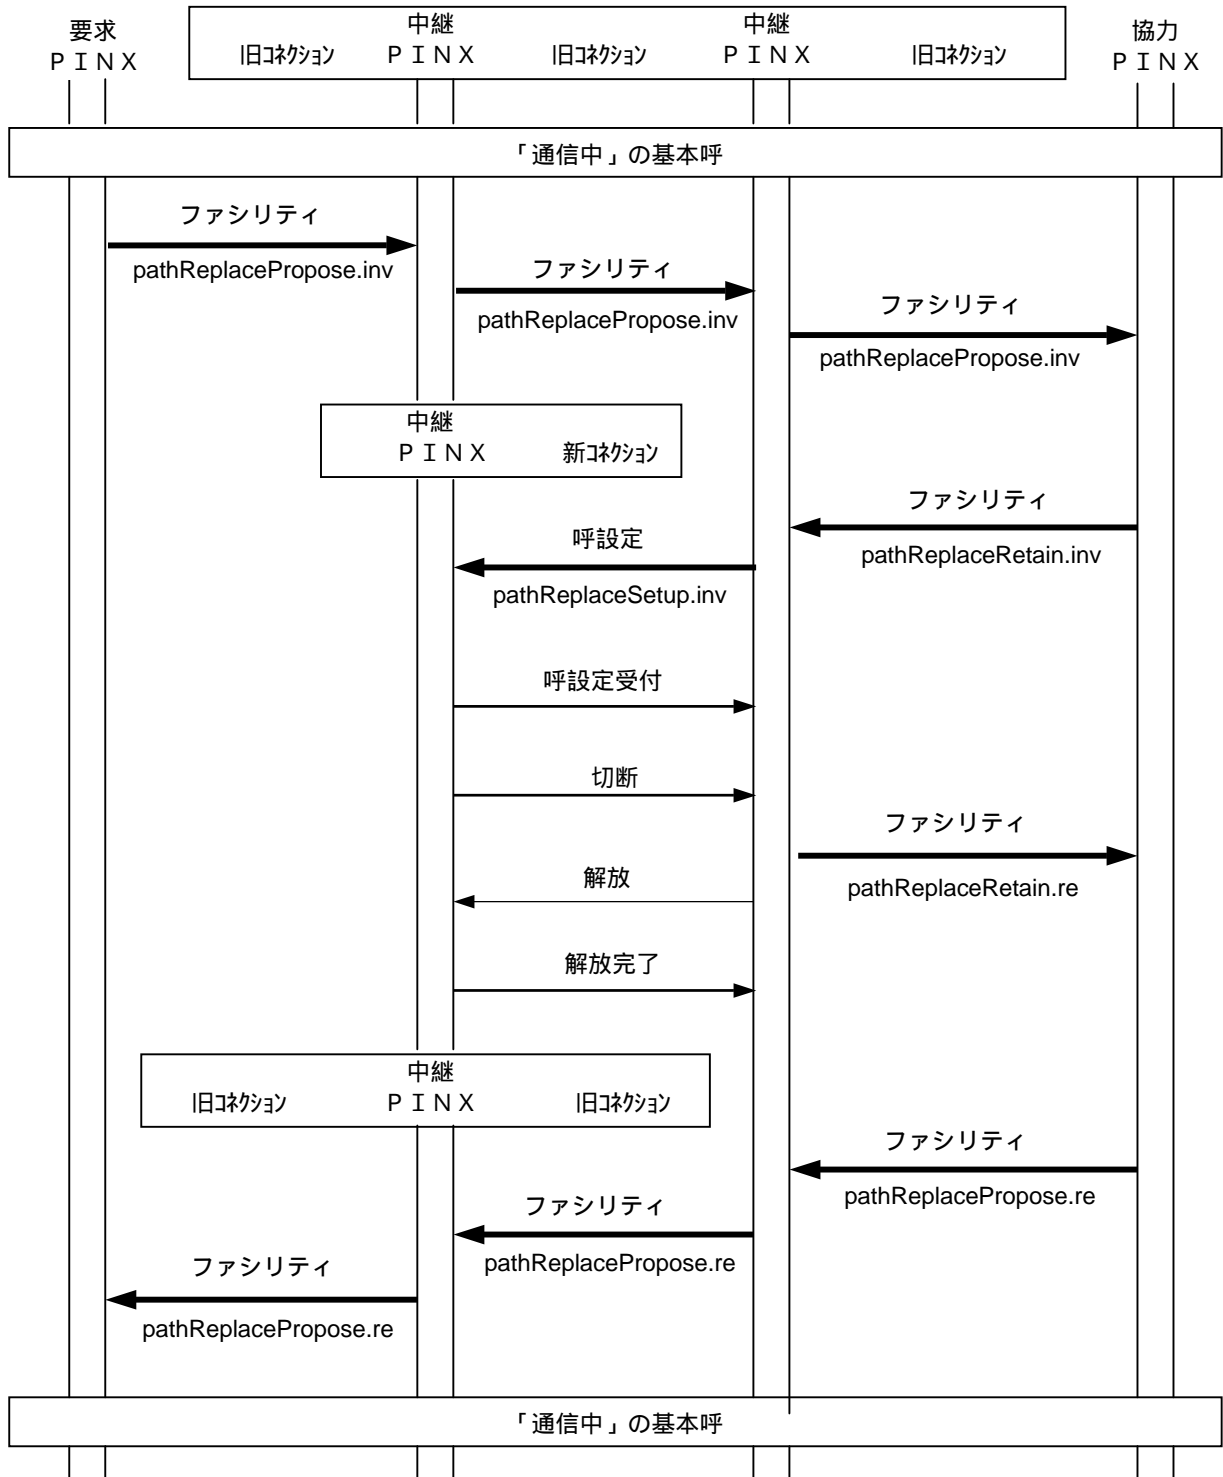 要求
ＰＩＮＸ
中継
旧ｺﾈｸｼｮﾝ ＰＩＮＸ 旧ｺﾈｸｼｮﾝ
中継
ＰＩＮＸ 旧ｺﾈｸｼｮﾝ
協力
ＰＩＮＸ
「通信中」の基本呼
ファシリティ
pathReplacePropose.inv
ファシリティ
pathReplacePropose.inv
ファシリティ
pathReplacePropose.inv
中継
ＰＩＮＸ 新ｺﾈｸｼｮﾝ
ファシリティ
pathReplaceRetain.inv
呼設定
pathReplaceSetup.inv
呼設定受付
切断
ファシリティ
pathReplaceRetain.re
解放
解放完了
中継
旧ｺﾈｸｼｮﾝ ＰＩＮＸ 旧ｺﾈｸｼｮﾝ
ファシリティ
pathReplacePropose.re
ファシリティ
pathReplacePropose.re
ファシリティ
pathReplacePropose.re
「通信中」の基本呼